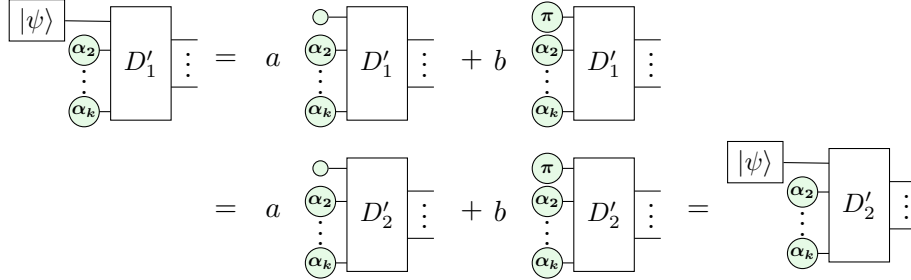 |ψ⟩ α₂ ⋮ αₖ D′₁ ⋮ = a α₂ ⋮ αₖ D′₁ ⋮ + b π α₂ ⋮ αₖ D′₁ ⋮
= a α₂ ⋮ αₖ D′₂ ⋮ + b π α₂ ⋮ αₖ D′₂ ⋮ = |ψ⟩ α₂ ⋮ αₖ D′₂ ⋮